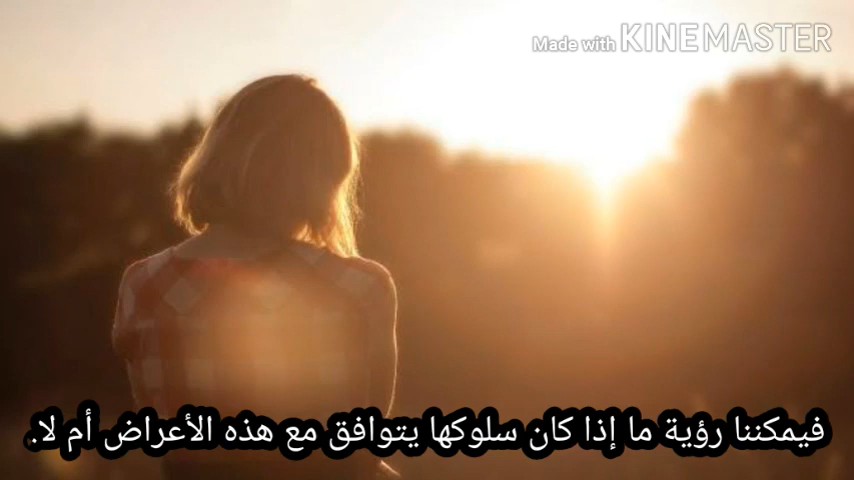 Made with KINEMASTER
فيمكننا رؤية ما إذا كان سلوكها يتوافق مع هذه الأعراض أم لا.